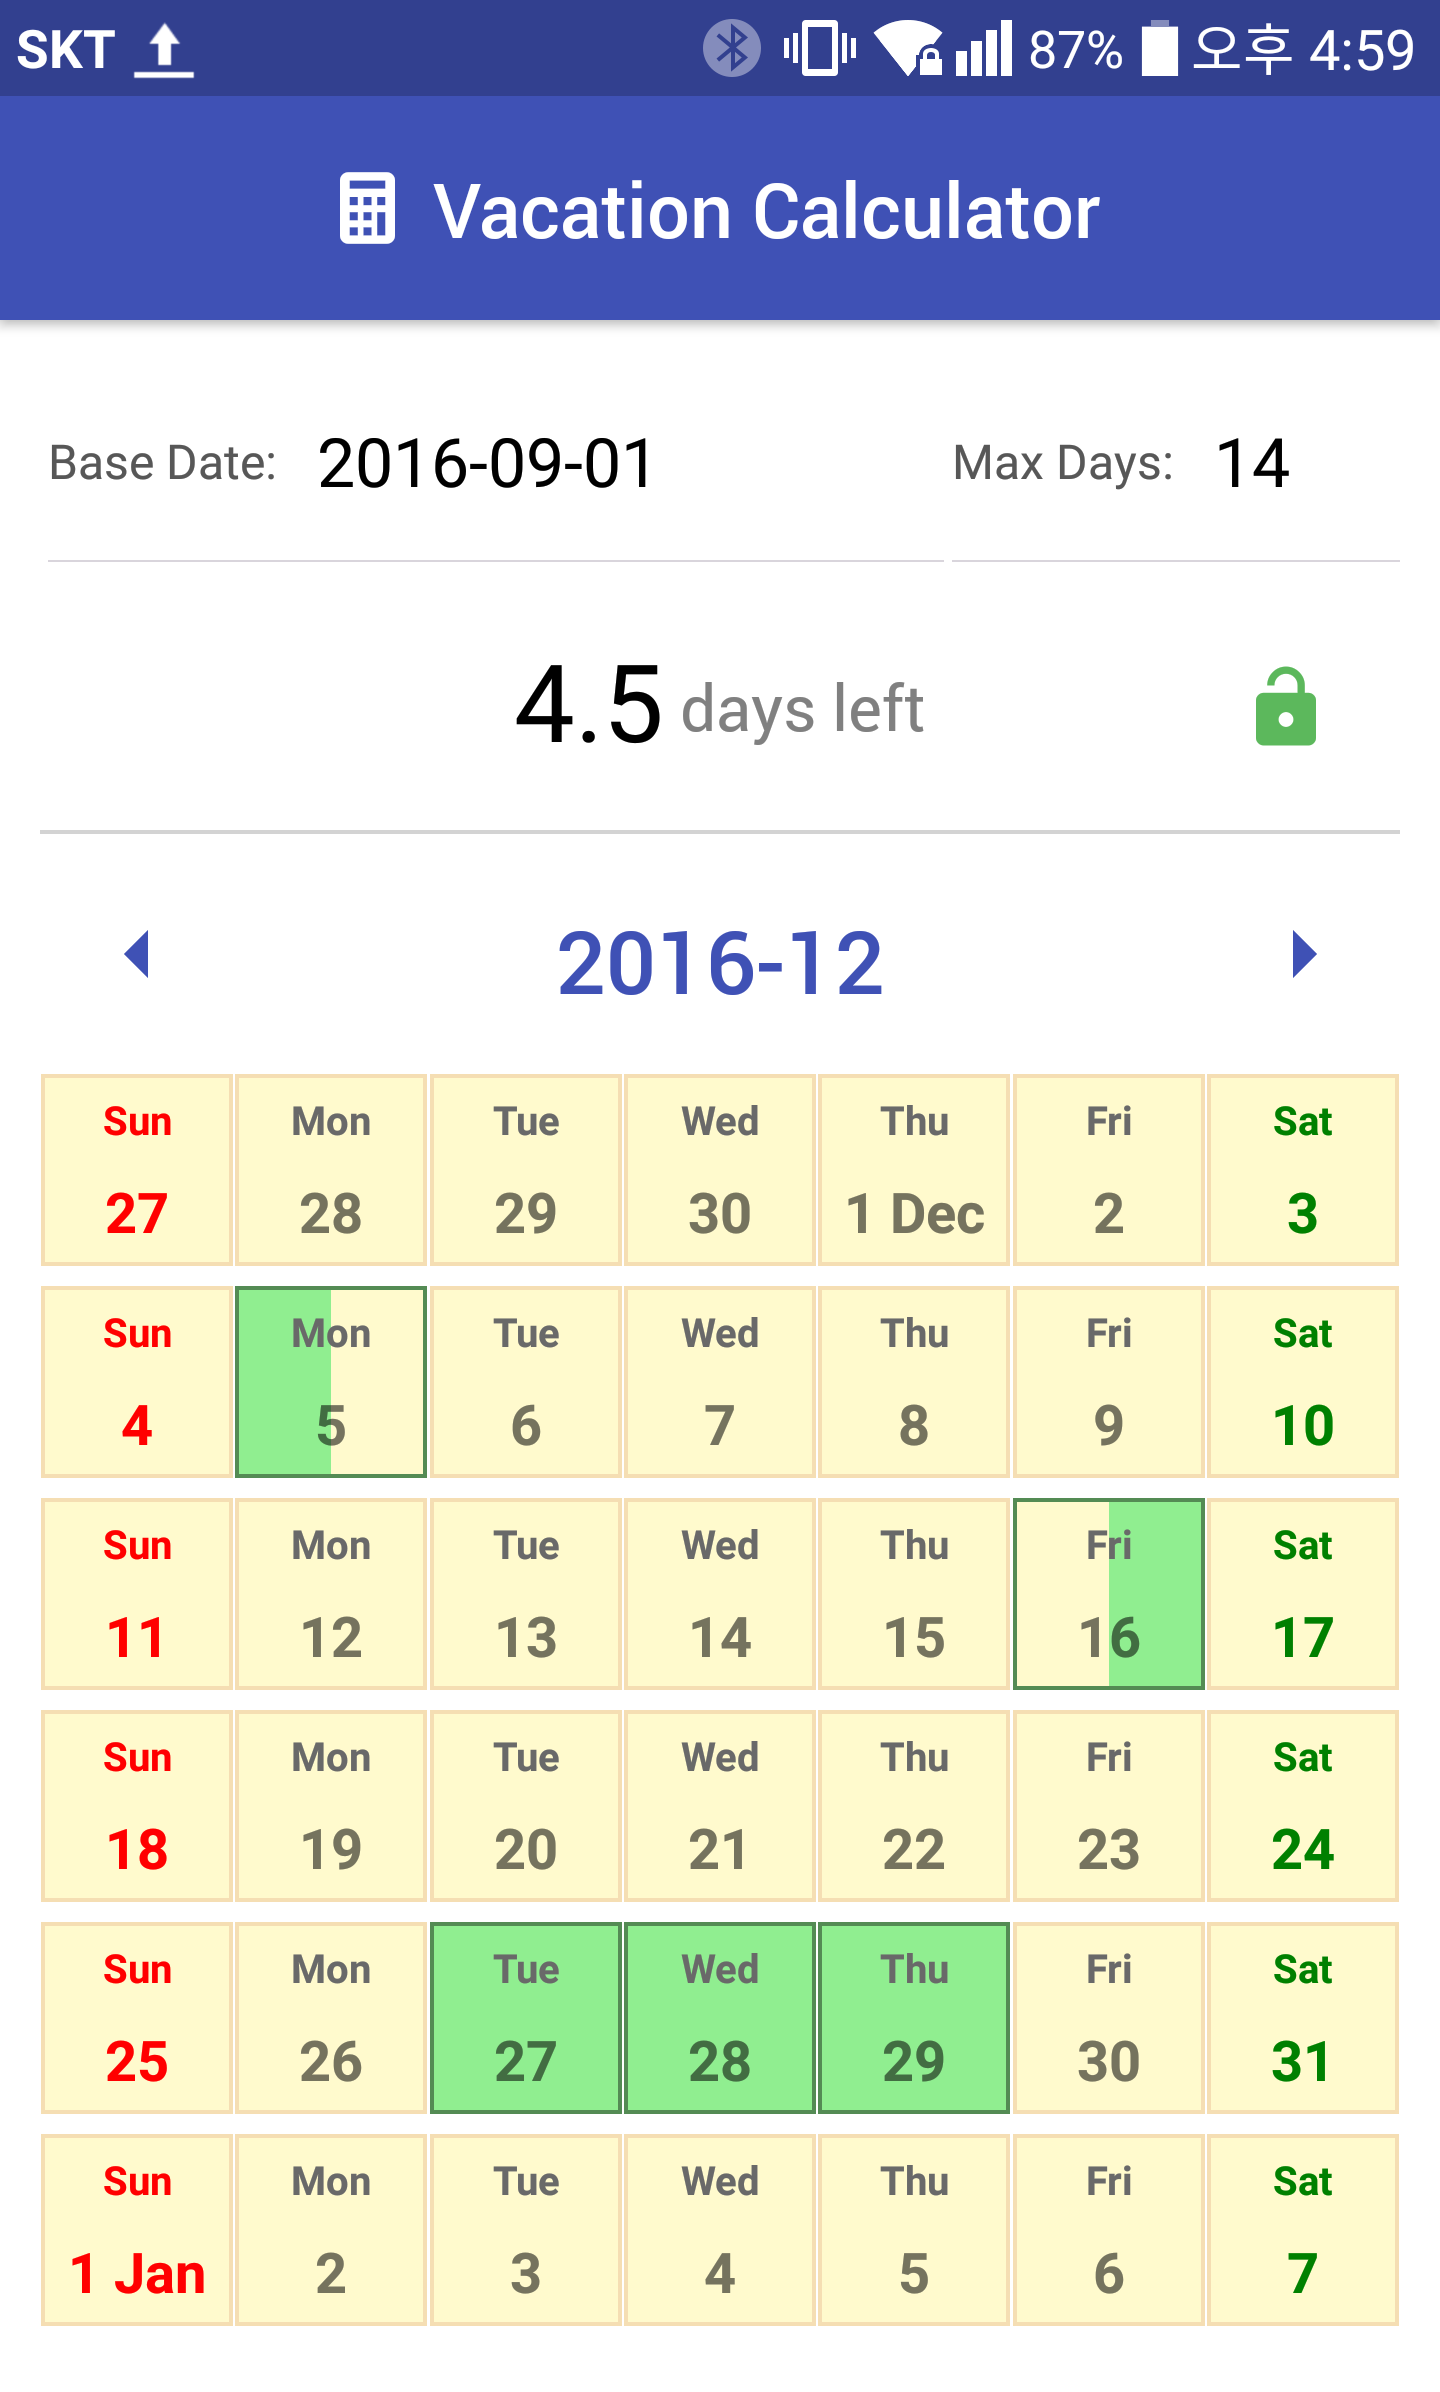 SKT 87% 오후 4:59
Vacation Calculator
Base Date: 2016-09-01 Max Days: 14
4.5 days left
2016-12
Sun Mon Tue Wed Thu Fri Sat
27 28 29 30 1 Dec 2 3
Sun Mon Tue Wed Thu Fri Sat
4 5 6 7 8 9 10
Sun Mon Tue Wed Thu Fri Sat
11 12 13 14 15 16 17
Sun Mon Tue Wed Thu Fri Sat
18 19 20 21 22 23 24
Sun Mon Tue Wed Thu Fri Sat
25 26 27 28 29 30 31
Sun Mon Tue Wed Thu Fri Sat
1 Jan 2 3 4 5 6 7